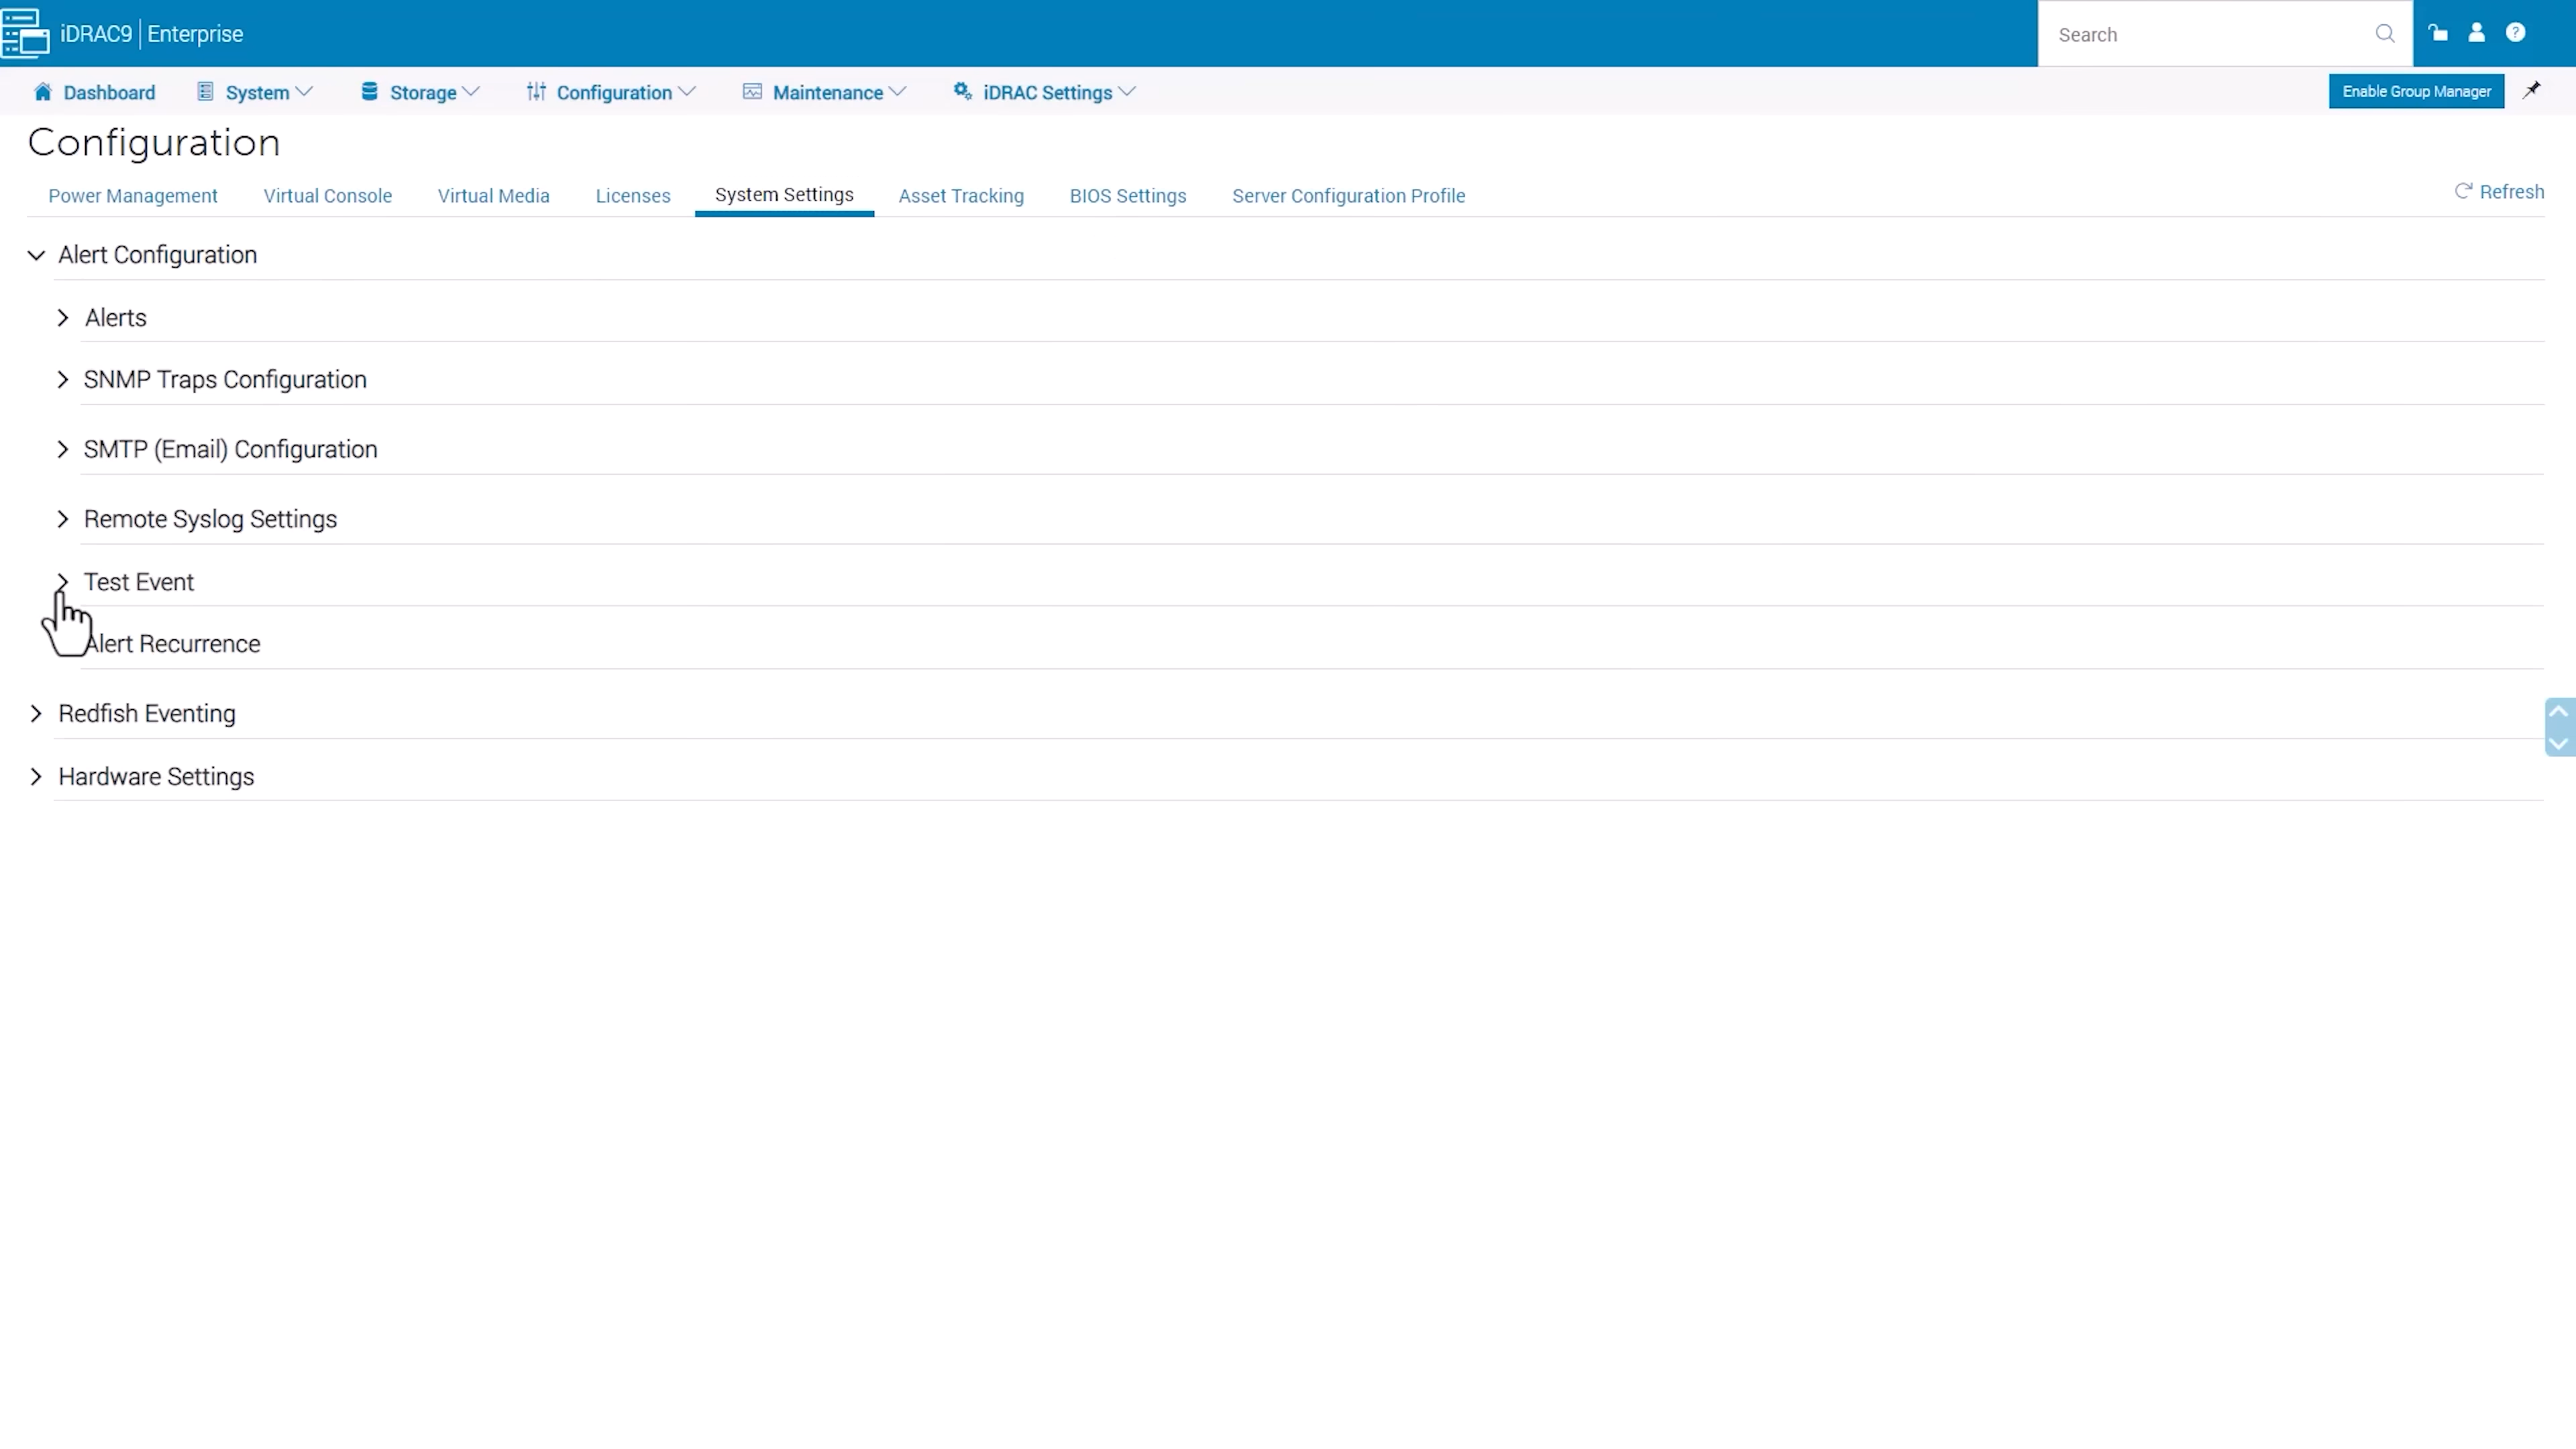 iDRAC9 | Enterprise
Search
Dashboard System Storage Configuration Maintenance iDRAC Settings Enable Group Manager
Configuration
Power Management Virtual Console Virtual Media Licenses System Settings Asset Tracking BIOS Settings Server Configuration Profile Refresh
Alert Configuration
Alerts
SNMP Traps Configuration
SMTP (Email) Configuration
Remote Syslog Settings
Test Event
Alert Recurrence
Redfish Eventing
Hardware Settings